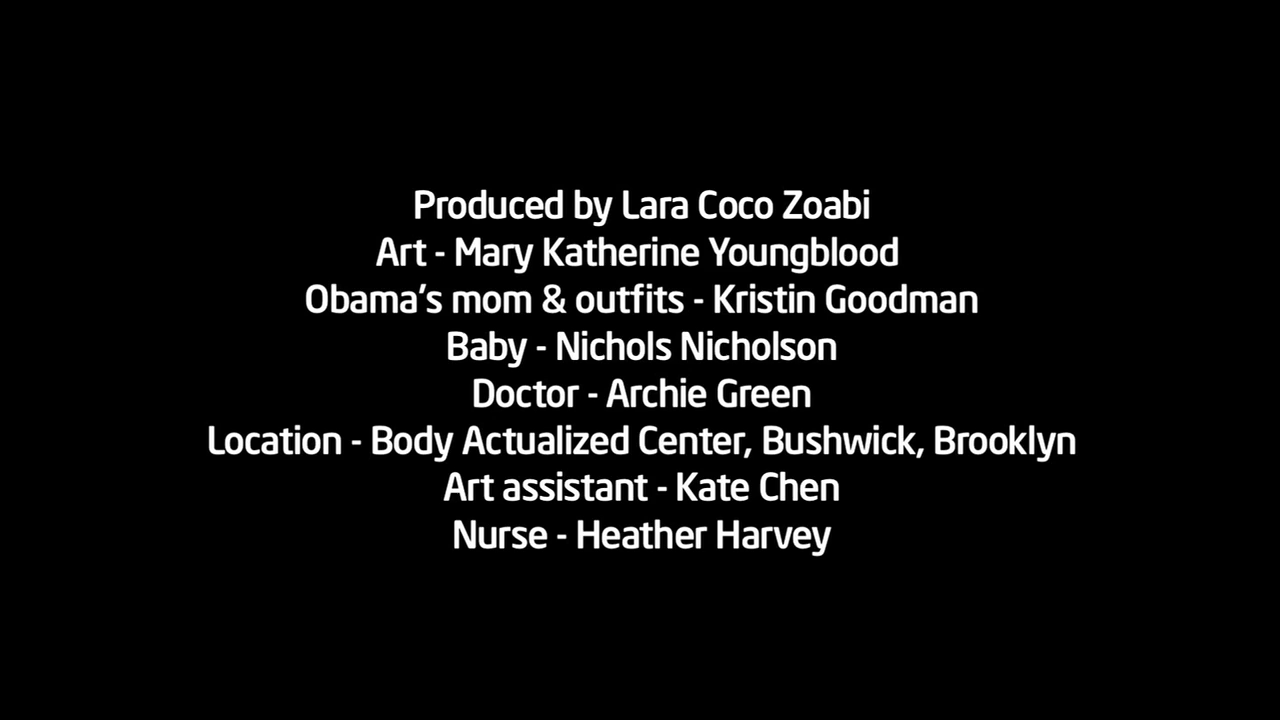 Produced by Lara Coco Zoabi
Art - Mary Katherine Youngblood
Obama's mom & outfits - Kristin Goodman
Baby - Nichols Nicholson
Doctor - Archie Green
Location - Body Actualized Center, Bushwick, Brooklyn
Art assistant - Kate Chen
Nurse - Heather Harvey